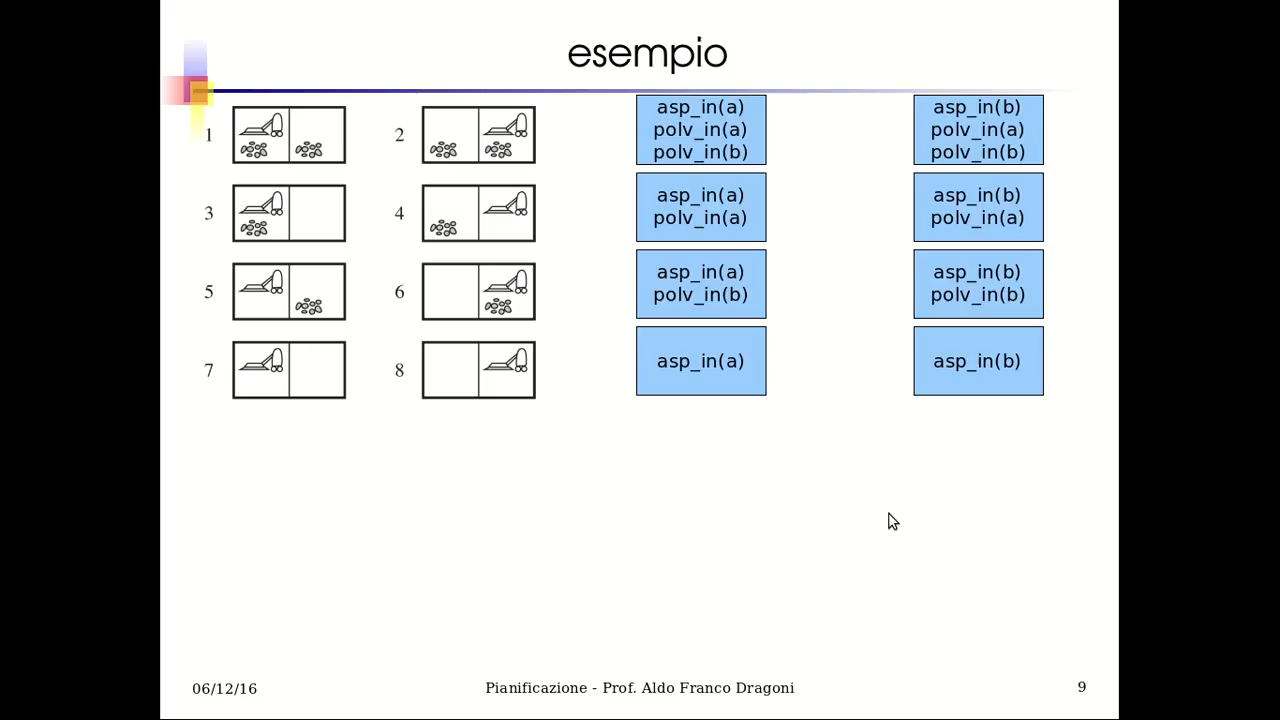 esempio
1
2
asp_in(a)
polv_in(a)
polv_in(b)
asp_in(b)
polv_in(a)
polv_in(b)
3
4
asp_in(a)
polv_in(a)
asp_in(b)
polv_in(a)
5
6
asp_in(a)
polv_in(b)
asp_in(b)
polv_in(b)
7
8
asp_in(a)
asp_in(b)
06/12/16
Pianificazione - Prof. Aldo Franco Dragoni
9